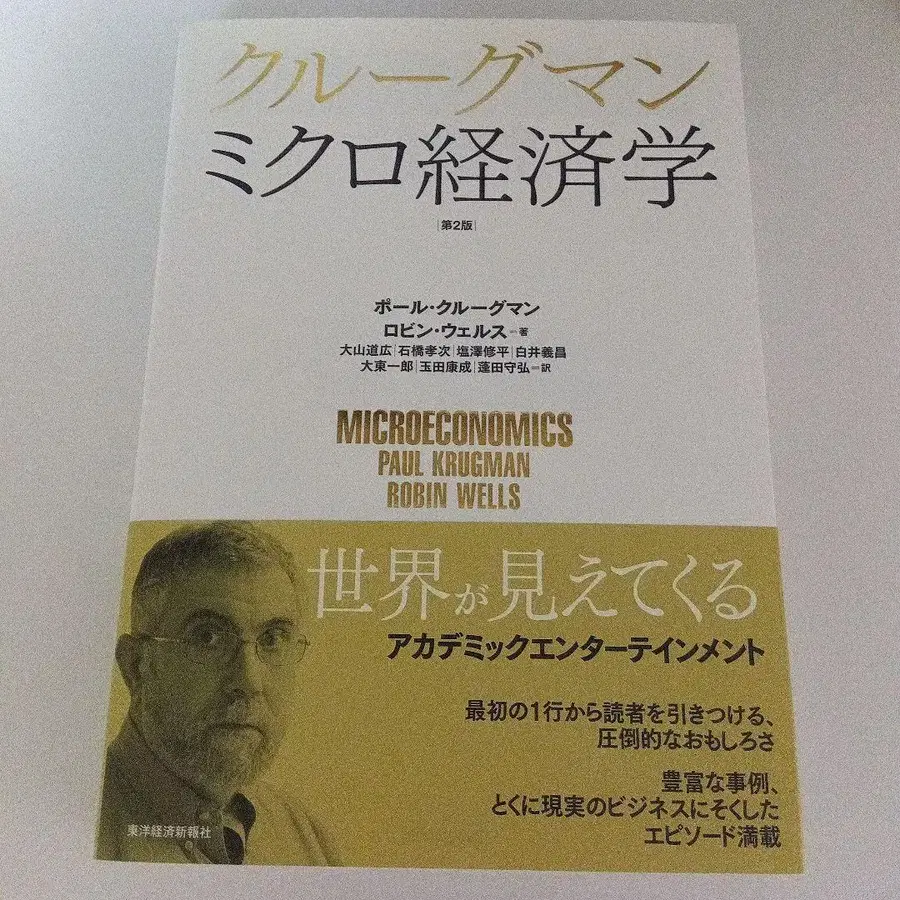 クルーグマン
ミクロ経済学
|第2版|
ポール・クルーグマン
ロビン・ウェルス=著
大山道広|石橋孝次|塩澤修平|白井義昌
大東一郎|玉田康成|蓬田守弘=訳
MICROECONOMICS
PAUL KRUGMAN
ROBIN WELLS
世界が見えてくる
アカデミックエンターテインメント
最初の1行から読者を引きつける、
圧倒的なおもしろさ
豊富な事例、
とくに現実のビジネスにそくした
エピソード満載
東洋経済新報社